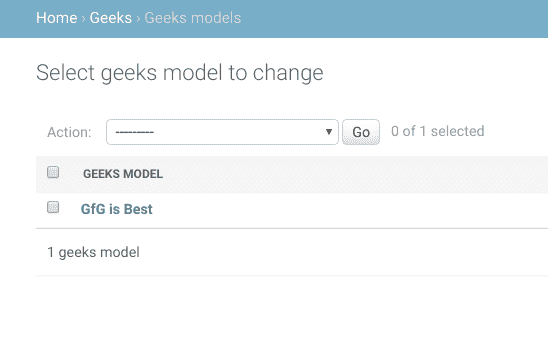 Home › Geeks › Geeks models
Select geeks model to change
Action: --------- Go 0 of 1 selected
GEEKS MODEL
GfG is Best
1 geeks model